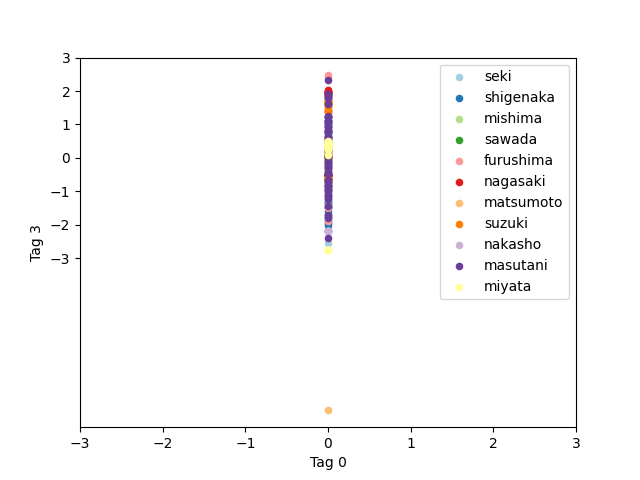 3
2
1
0
−1
−2
−3
Tag 3
−3 −2 −1 0 1 2 3
Tag 0
seki
shigenaka
mishima
sawada
furushima
nagasaki
matsumoto
suzuki
nakasho
masutani
miyata